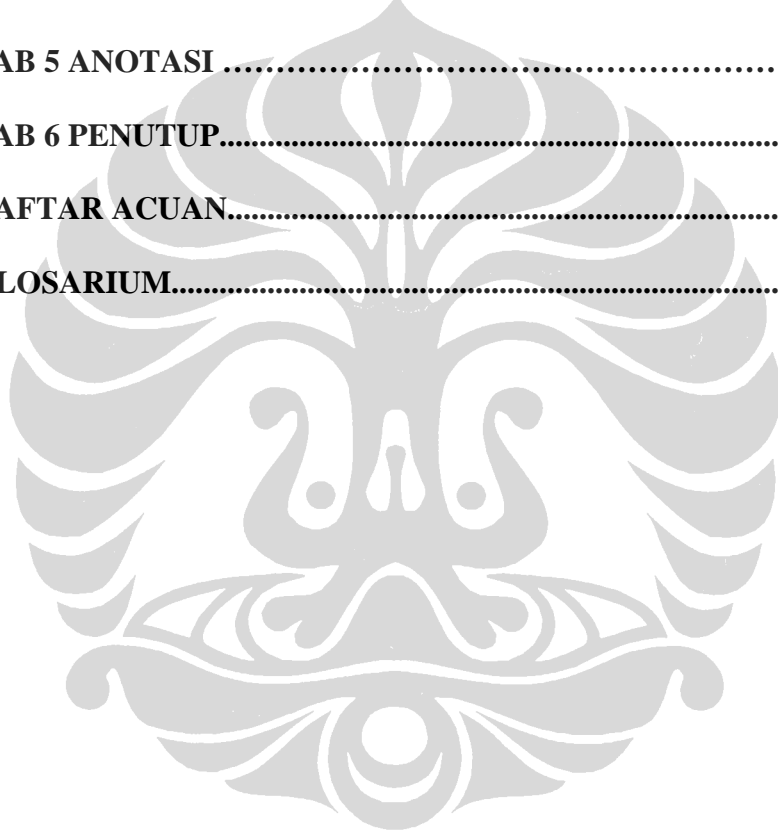 AB 5 ANOTASI ……………………………………………………
AB 6 PENUTUP......................................................................
AFTAR ACUAN.....................................................................
LOSARIUM............................................................................